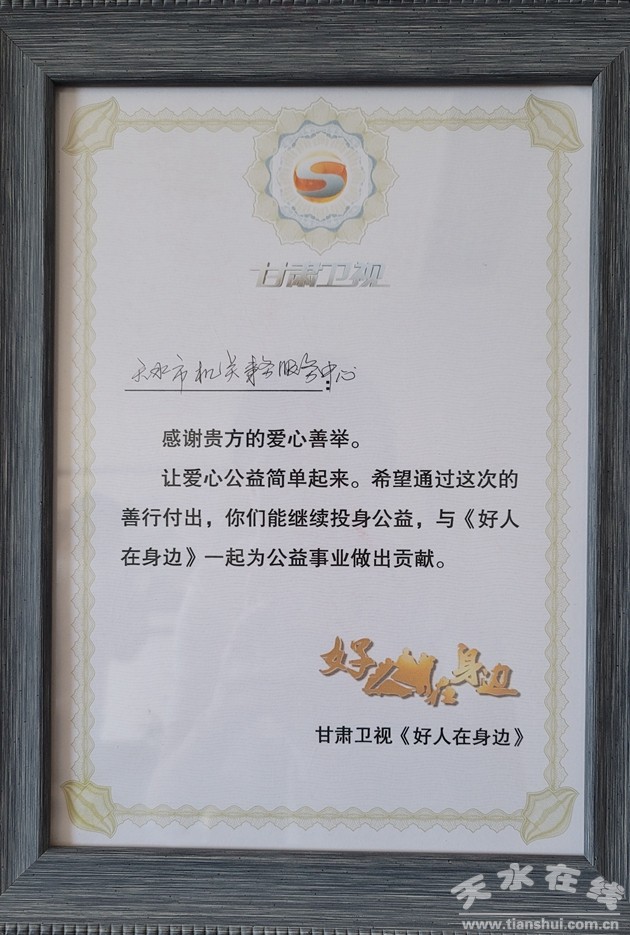 甘肃卫视
天水市机关事务服务中心:
感谢贵方的爱心善举。
让爱心公益简单起来。希望通过这次的
善行付出，你们能继续投身公益，与《好人
在身边》一起为公益事业做出贡献。
好人在身边
甘肃卫视《好人在身边》
天水在线
www.tianshui.com.cn